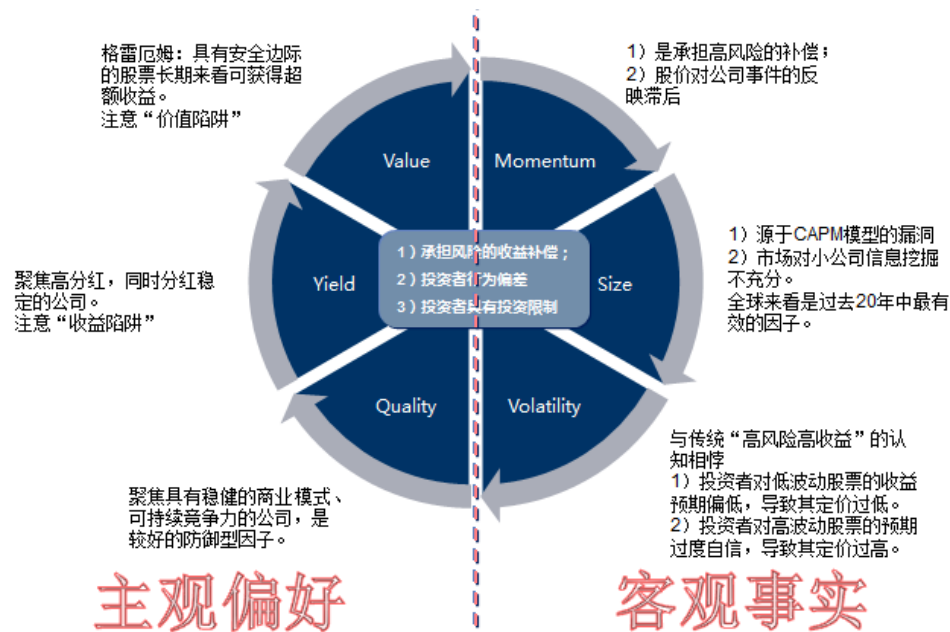 格雷厄姆：具有安全边际
的股票长期来看可获得超
额收益。
注意“价值陷阱”
1）是承担高风险的补偿；
2）股价对公司事件的反
映滞后
Value
Momentum
1）承担风险的收益补偿；
2）投资者行为偏差
3）投资者具有投资限制
Yield
Size
聚焦高分红，同时分红稳
定的公司。
注意“收益陷阱”
1）源于CAPM模型的漏洞
2）市场对小公司信息挖掘
不充分。
全球来看是过去20年中最有
效的因子。
Quality
Volatility
聚焦具有稳健的商业模式、
可持续竞争力的公司，是
较好的防御型因子。
与传统“高风险高收益”的认
知相悖
1）投资者对低波动股票的收益
预期偏低，导致其定价过低。
2）投资者对高波动股票的预期
过度自信，导致其定价过高。
主观偏好
客观事实